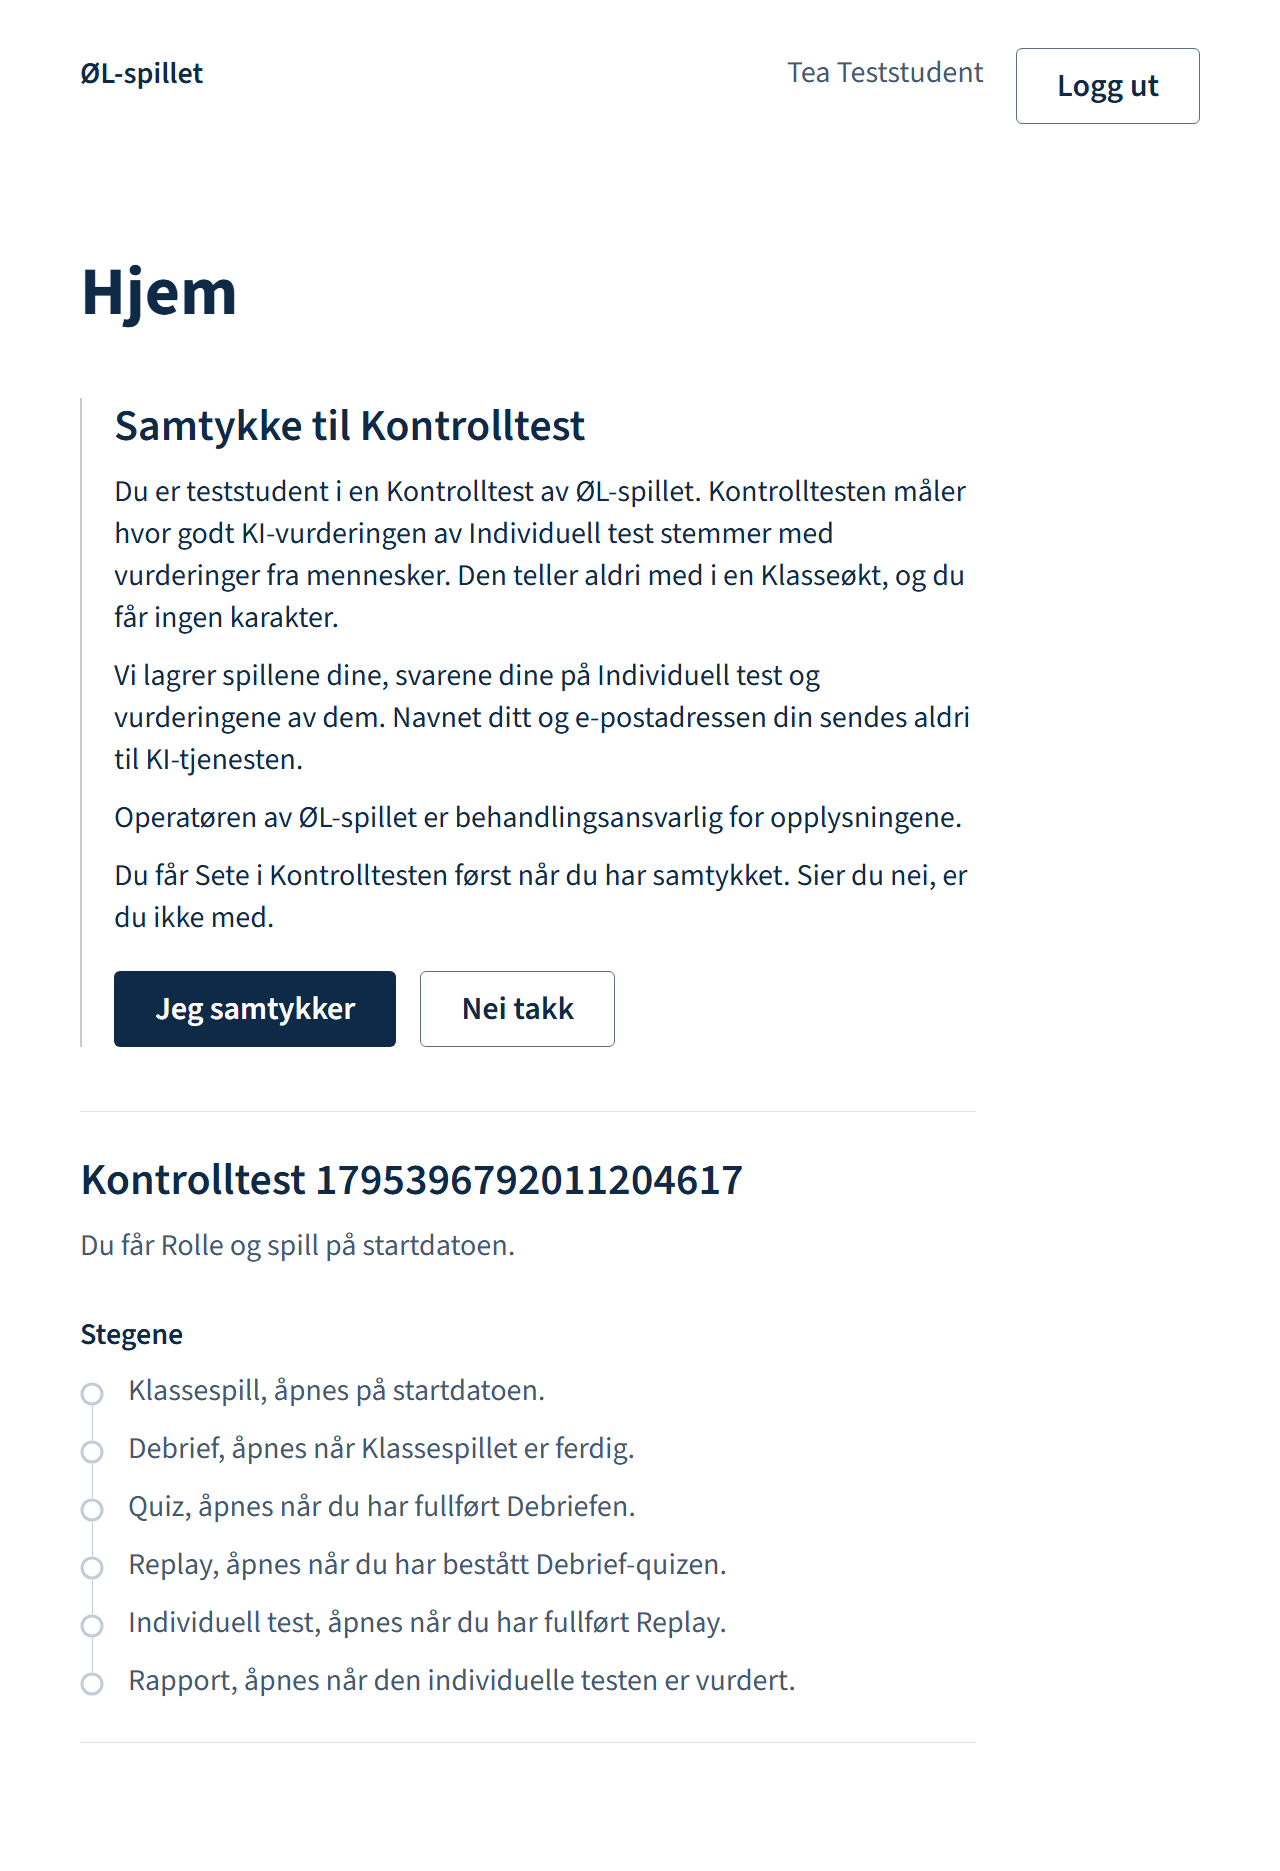 ØL-spillet
Tea Teststudent
Logg ut
Hjem
Samtykke til Kontrolltest
Du er teststudent i en Kontrolltest av ØL-spillet. Kontrolltesten måler
hvor godt KI-vurderingen av Individuell test stemmer med
vurderinger fra mennesker. Den teller aldri med i en Klasseøkt, og du
får ingen karakter.
Vi lagrer spillene dine, svarene dine på Individuell test og
vurderingene av dem. Navnet ditt og e-postadressen din sendes aldri
til KI-tjenesten.
Operatøren av ØL-spillet er behandlingsansvarlig for opplysningene.
Du får Sete i Kontrolltesten først når du har samtykket. Sier du nei, er
du ikke med.
Jeg samtykker
Nei takk
Kontrolltest 1795396792011204617
Du får Rolle og spill på startdatoen.
Stegene
Klassespill, åpnes på startdatoen.
Debrief, åpnes når Klassespillet er ferdig.
Quiz, åpnes når du har fullført Debriefen.
Replay, åpnes når du har bestått Debrief-quizen.
Individuell test, åpnes når du har fullført Replay.
Rapport, åpnes når den individuelle testen er vurdert.